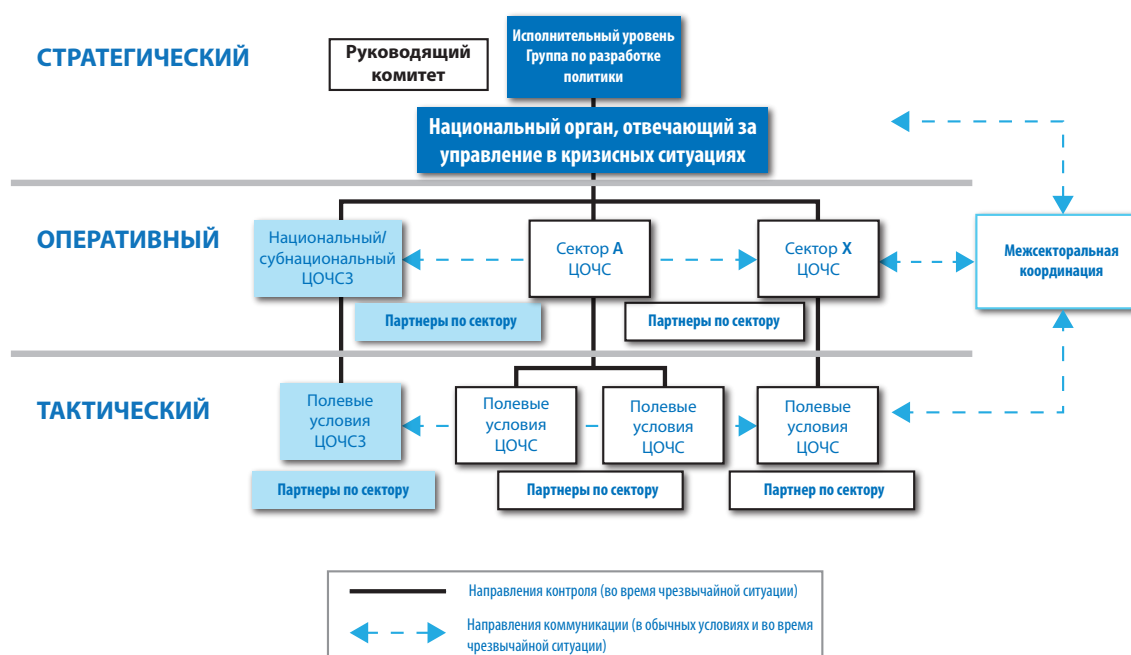 СТРАТЕГИЧЕСКИЙ
Руководящий
комитет
Исполнительный уровень
Группа по разработке
политики
Национальный орган, отвечающий за
управление в кризисных ситуациях
ОПЕРАТИВНЫЙ
Национальный/
субнациональный
ЦОЧСЗ
Сектор А
ЦОЧС
Сектор Х
ЦОЧС
Межсекторальная
координация
Партнеры по сектору
Партнеры по сектору
ТАКТИЧЕСКИЙ
Полевые
условия
ЦОЧСЗ
Полевые
условия
ЦОЧС
Полевые
условия
ЦОЧС
Полевые
условия
ЦОЧС
Партнеры по сектору
Партнеры по сектору
Партнер по сектору
Направления контроля (во время чрезвычайной ситуации)
Направления коммуникации (в обычных условиях и во время
чрезвычайной ситуации)